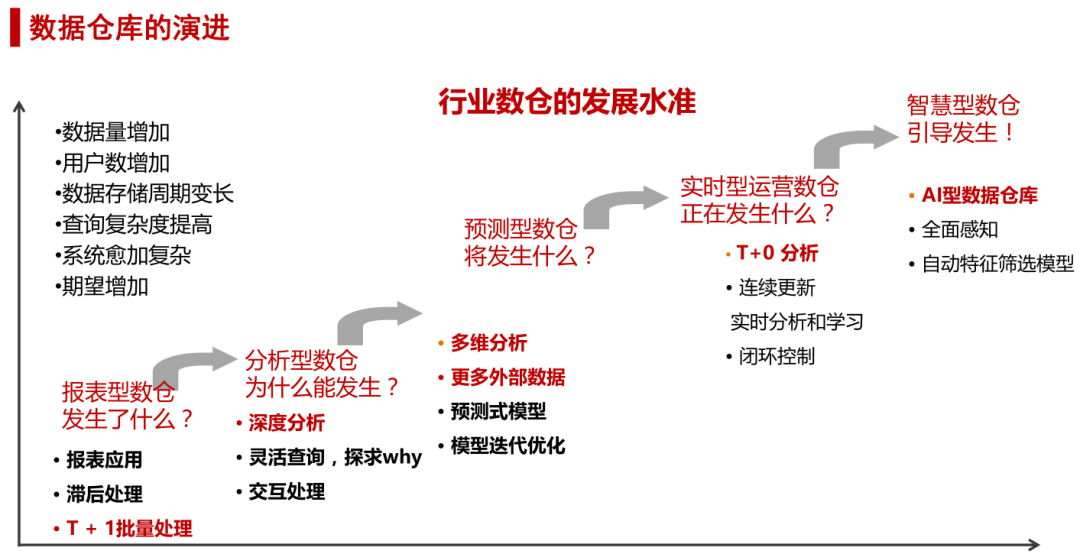 数据仓库的演进
行业数仓的发展水准
•数据量增加
•用户数增加
•数据存储周期变长
•查询复杂度提高
•系统愈加复杂
•期望增加
报表型数仓
发生了什么？
• 报表应用
• 滞后处理
• T + 1批量处理
分析型数仓
为什么能发生？
• 深度分析
• 灵活查询，探求why
• 交互处理
预测型数仓
将发生什么？
• 多维分析
• 更多外部数据
• 预测式模型
• 模型迭代优化
实时型运营数仓
正在发生什么？
• T+0 分析
• 连续更新
实时分析和学习
• 闭环控制
智慧型数仓
引导发生！
• AI型数据仓库
• 全面感知
• 自动特征筛选模型